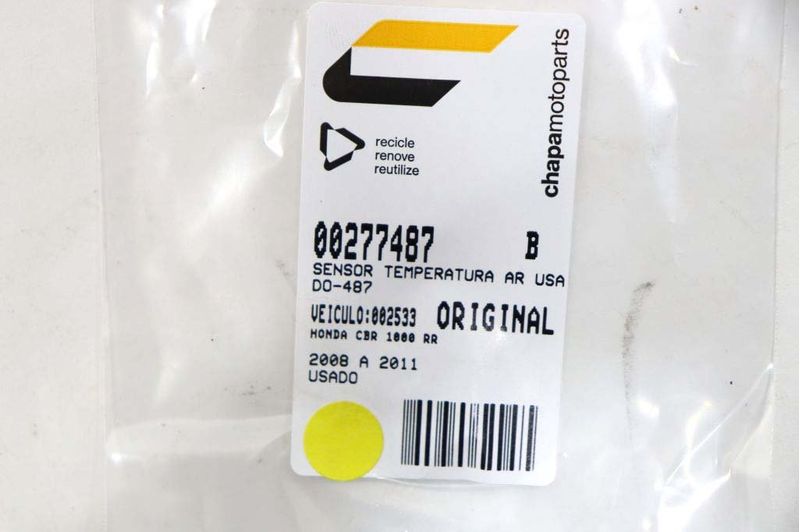 chapamotoparts
recicle
renove
reutilize
00277487 B
SENSOR TEMPERATURA AR USA
DO-487
VEICULO:002533 ORIGINAL
HONDA CBR 1000 RR
2008 A 2011
USADO